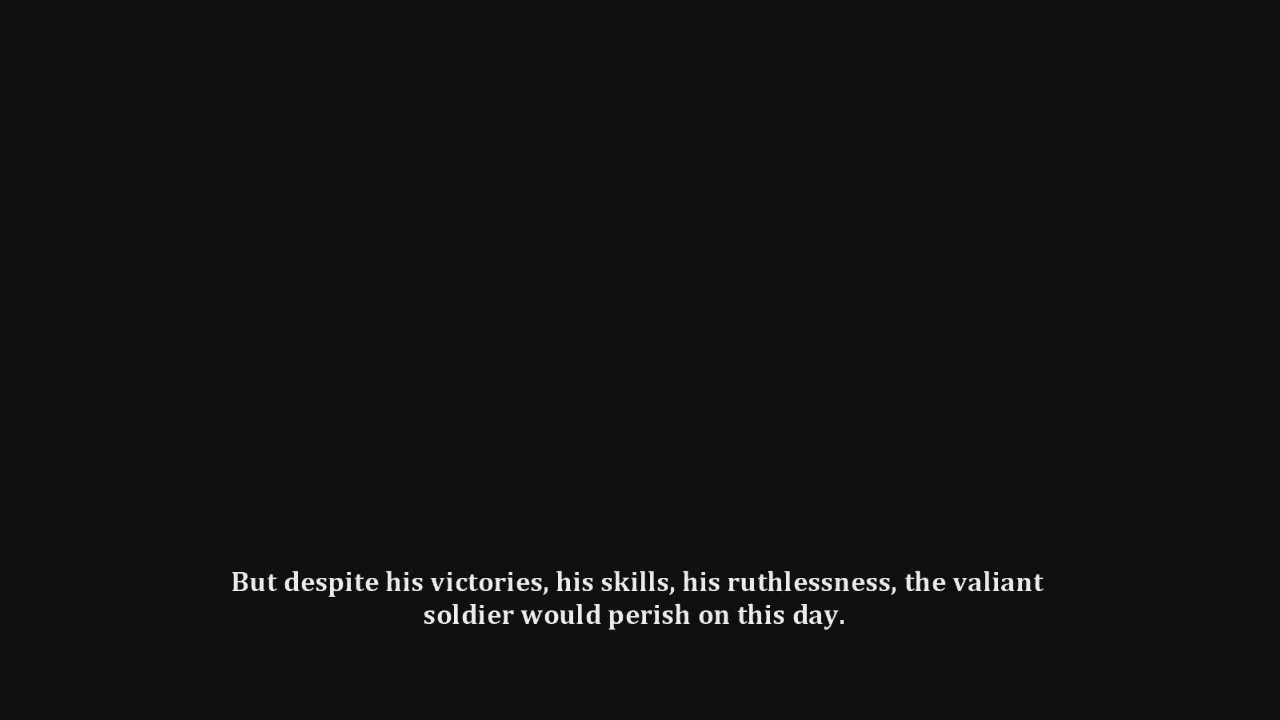 But despite his victories, his skills, his ruthlessness, the valiant
soldier would perish on this day.